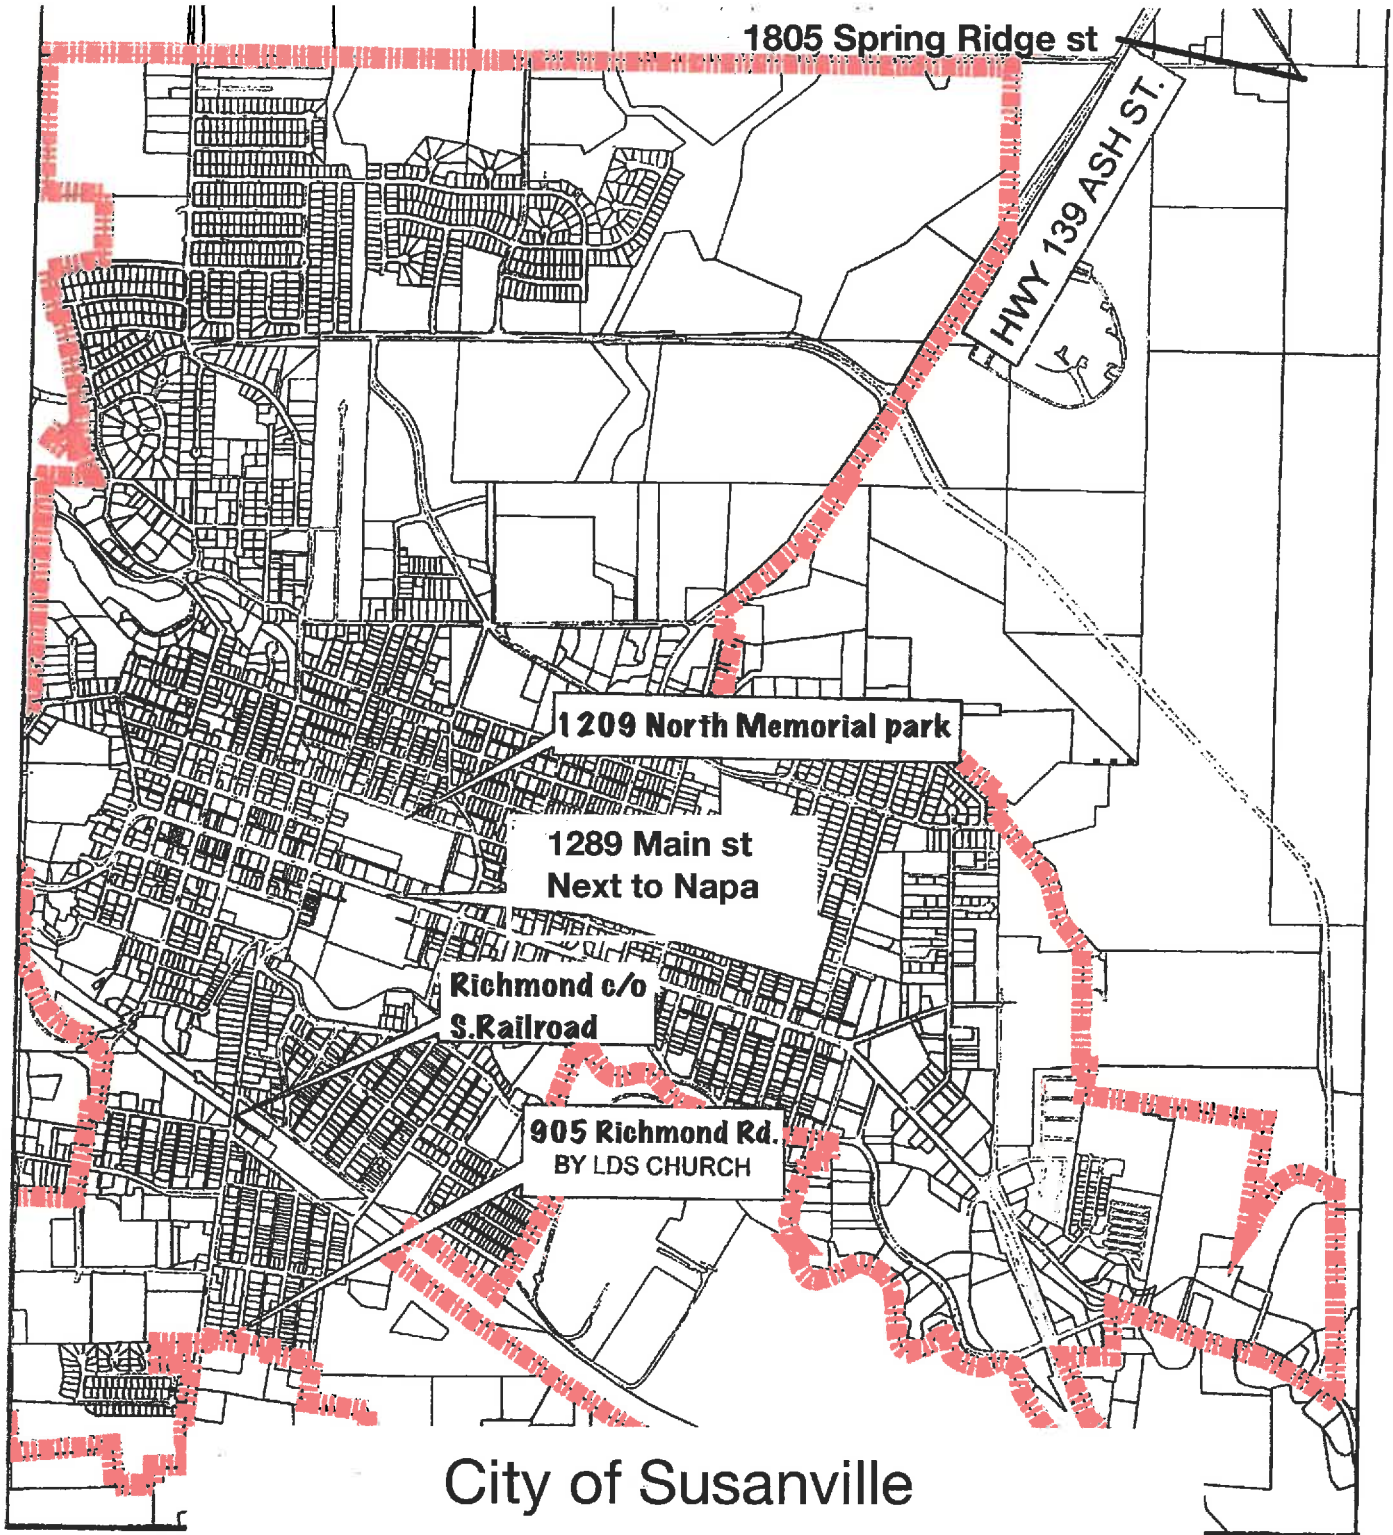 1805 Spring Ridge st
HWY 139 ASH ST.
1209 North Memorial park
1289 Main st
Next to Napa
Richmond c/o
S.Railroad
905 Richmond Rd.
BY LDS CHURCH
City of Susanville